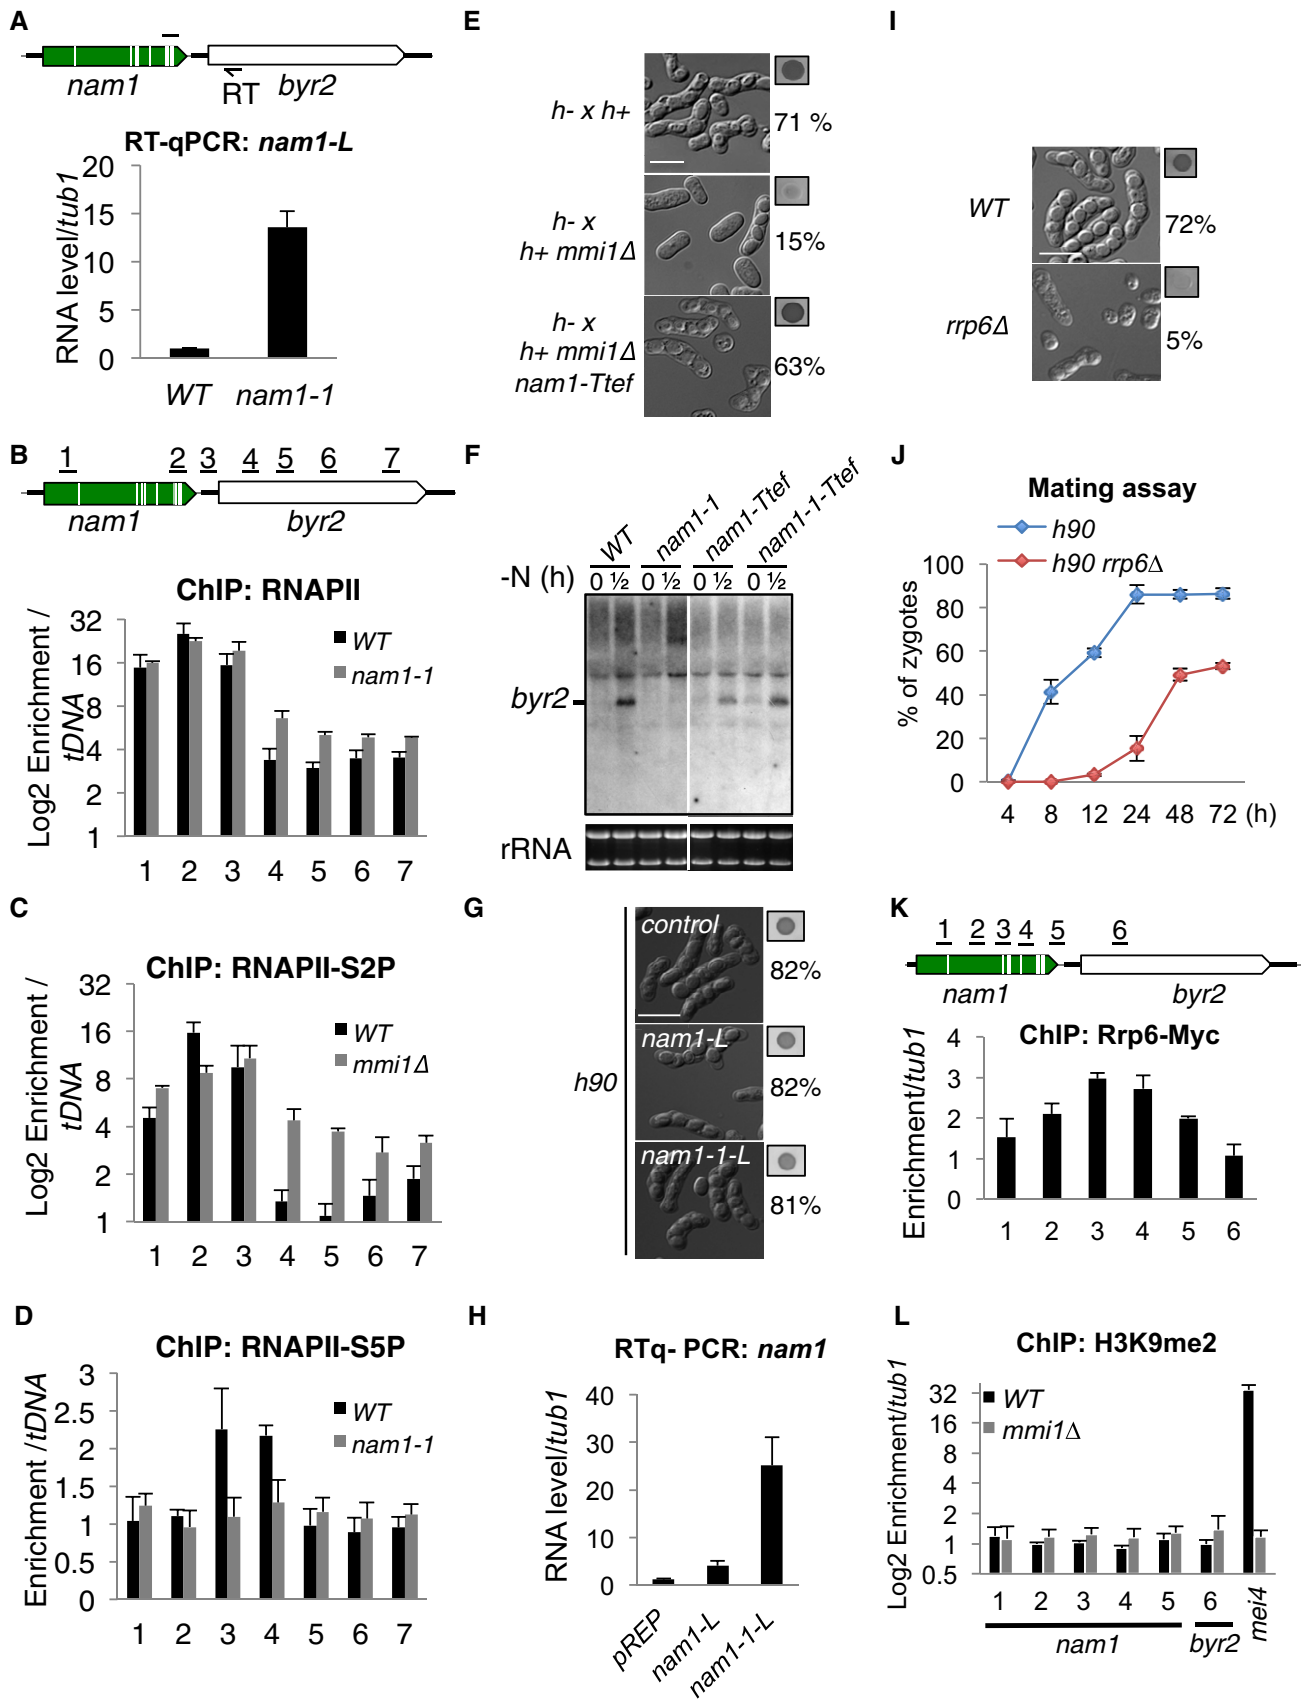 A
nam1
RT
byr2
RT-qPCR: nam1-L
RNA level/tub1
20
15
10
5
0
WT
nam1-1
B
1 2 3 4 5 6 7
nam1
byr2
ChIP: RNAPII
Log2 Enrichment /
tDNA
32
16
8
4
2
1
WT
nam1-1
1 2 3 4 5 6 7
C
ChIP: RNAPII-S2P
Log2 Enrichment /
tDNA
32
16
8
4
2
1
WT
mmi1Δ
1 2 3 4 5 6 7
D
ChIP: RNAPII-S5P
Enrichment /tDNA
3
2.5
2
1.5
1
0.5
0
WT
nam1-1
1 2 3 4 5 6 7
E
h- x h+
71 %
h- x
h+ mmi1Δ
15%
h- x
h+ mmi1Δ
nam1-Ttef
63%
F
WT
nam1-1
nam1-Ttef
nam1-1-Ttef
-N (h)
0 ½ 0 ½ 0 ½ 0 ½
byr2
rRNA
G
h90
control
82%
nam1-L
82%
nam1-1-L
81%
H
RTq- PCR: nam1
RNA level/tub1
40
30
20
10
0
pREP
nam1-L
nam1-1-L
I
WT
72%
rrp6Δ
5%
J
Mating assay
h90
h90 rrp6Δ
% of zygotes
100
80
60
40
20
0
4 8 12 24 48 72 (h)
K
1 2 3 4 5 6
nam1
byr2
ChIP: Rrp6-Myc
Enrichment/tub1
4
3
2
1
0
1 2 3 4 5 6
L
ChIP: H3K9me2
Log2 Enrichment/tub1
32
16
8
4
2
1
0.5
WT
mmi1Δ
1 2 3 4 5 6
mei4
nam1
byr2